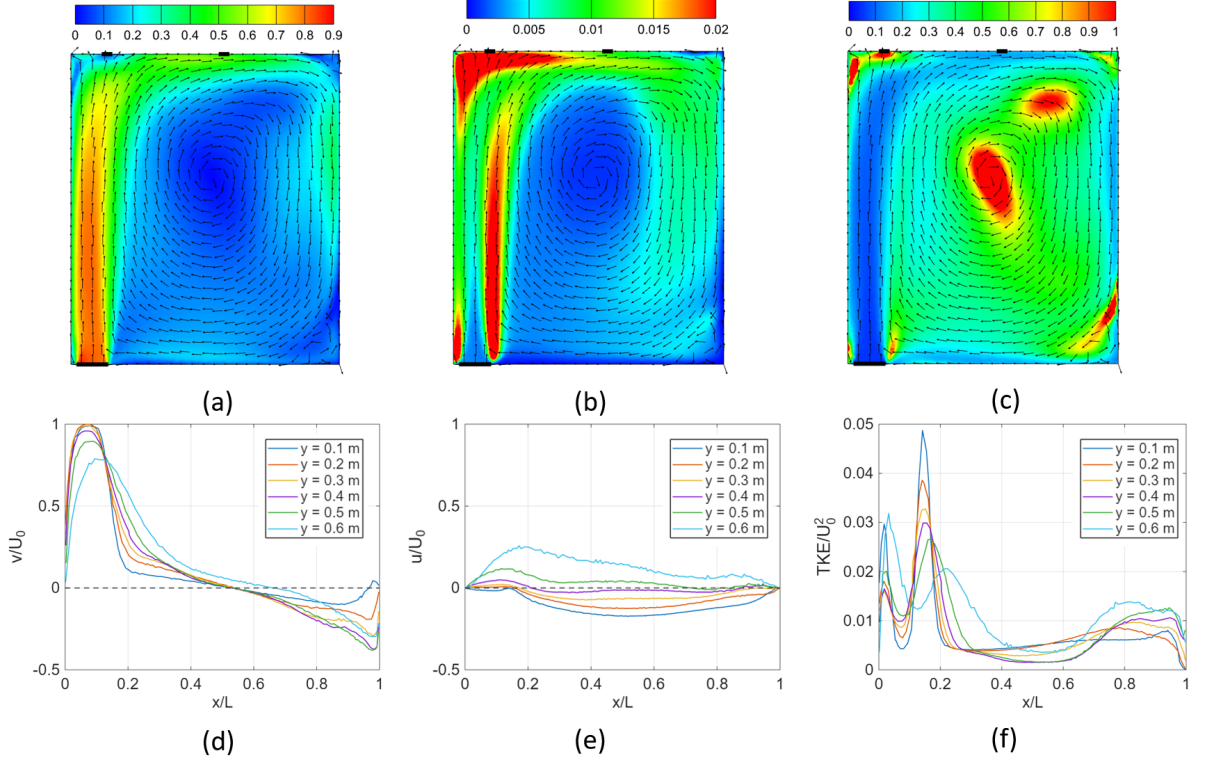 0 0.1 0.2 0.3 0.4 0.5 0.6 0.7 0.8 0.9
0 0.005 0.01 0.015 0.02
0 0.1 0.2 0.3 0.4 0.5 0.6 0.7 0.8 0.9 1
(a)
(b)
(c)
1
0.5
0
-0.5
v/U0
0 0.2 0.4 0.6 0.8 1
x/L
y = 0.1 m
y = 0.2 m
y = 0.3 m
y = 0.4 m
y = 0.5 m
y = 0.6 m
(d)
1
0.5
0
-0.5
u/U0
0 0.2 0.4 0.6 0.8 1
x/L
y = 0.1 m
y = 0.2 m
y = 0.3 m
y = 0.4 m
y = 0.5 m
y = 0.6 m
(e)
0.05
0.04
0.03
0.02
0.01
0
TKE/U0²
0 0.2 0.4 0.6 0.8 1
x/L
y = 0.1 m
y = 0.2 m
y = 0.3 m
y = 0.4 m
y = 0.5 m
y = 0.6 m
(f)